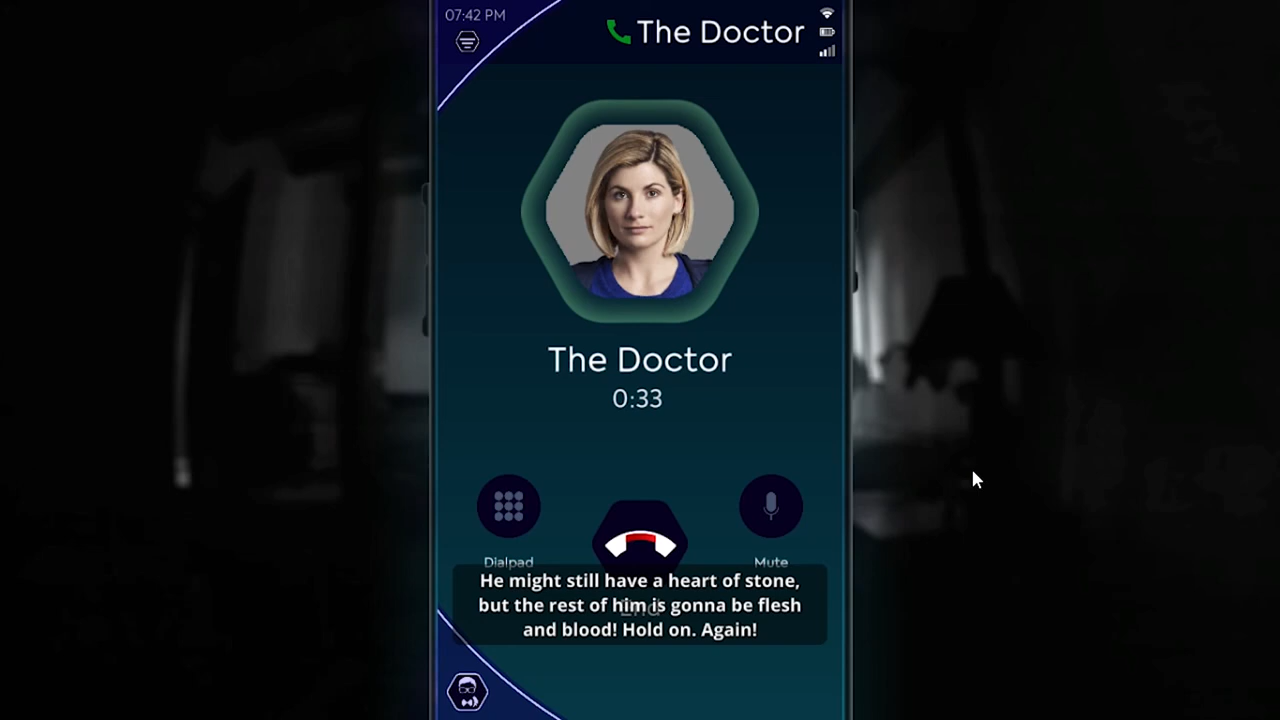 07:42 PM
The Doctor
The Doctor
0:33
Dialpad
Mute
End
He might still have a heart of stone,
but the rest of him is gonna be flesh
and blood! Hold on. Again!